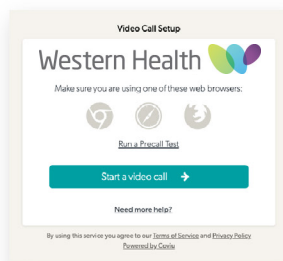 Video Call Setup
Western Health
Make sure you are using one of these web browsers:
Run a Precall Test
Start a video call
Need more help?
By using this service you agree to our Terms of Service and Privacy Policy
Powered by Coviu